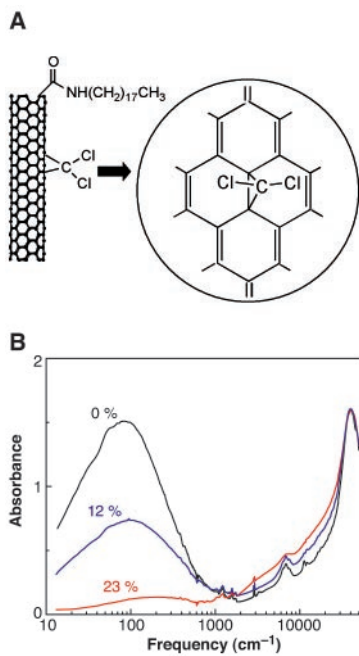 A
O
NH(CH₂)₁₇CH₃
C
Cl
Cl
Cl
C
Cl
B
2
1
0
Absorbance
0 %
12 %
23 %
10 100 1000 10000
Frequency (cm⁻¹)